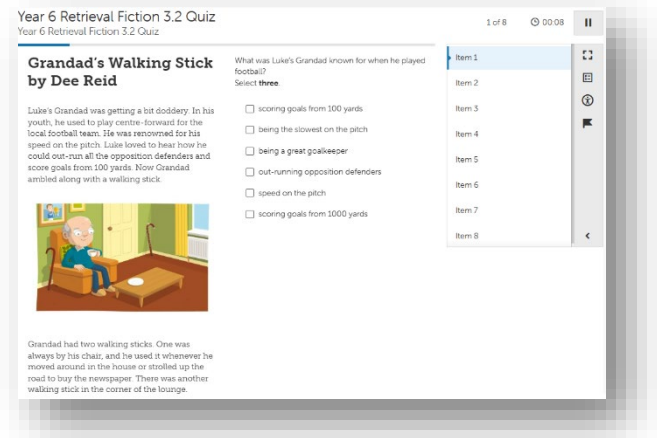 Year 6 Retrieval Fiction 3.2 Quiz
Year 6 Retrieval Fiction 3.2 Quiz
1 of 8
00:08
Grandad's Walking Stick
by Dee Reid
Luke's Grandad was getting a bit doddery. In his
youth, he used to play centre-forward for the
local football team. He was renowned for his
speed on the pitch. Luke loved to hear how he
could out-run all the opposition defenders and
score goals from 100 yards. Now Grandad
ambled along with a walking stick.
Grandad had two walking sticks. One was
always by his chair, and he used it whenever he
moved around in the house or strolled up the
road to buy the newspaper. There was another
walking stick in the corner of the lounge.
What was Luke's Grandad known for when he played
football?
Select three.
scoring goals from 100 yards
being the slowest on the pitch
being a great goalkeeper
out-running opposition defenders
speed on the pitch
scoring goals from 1000 yards
Item 1
Item 2
Item 3
Item 4
Item 5
Item 6
Item 7
Item 8